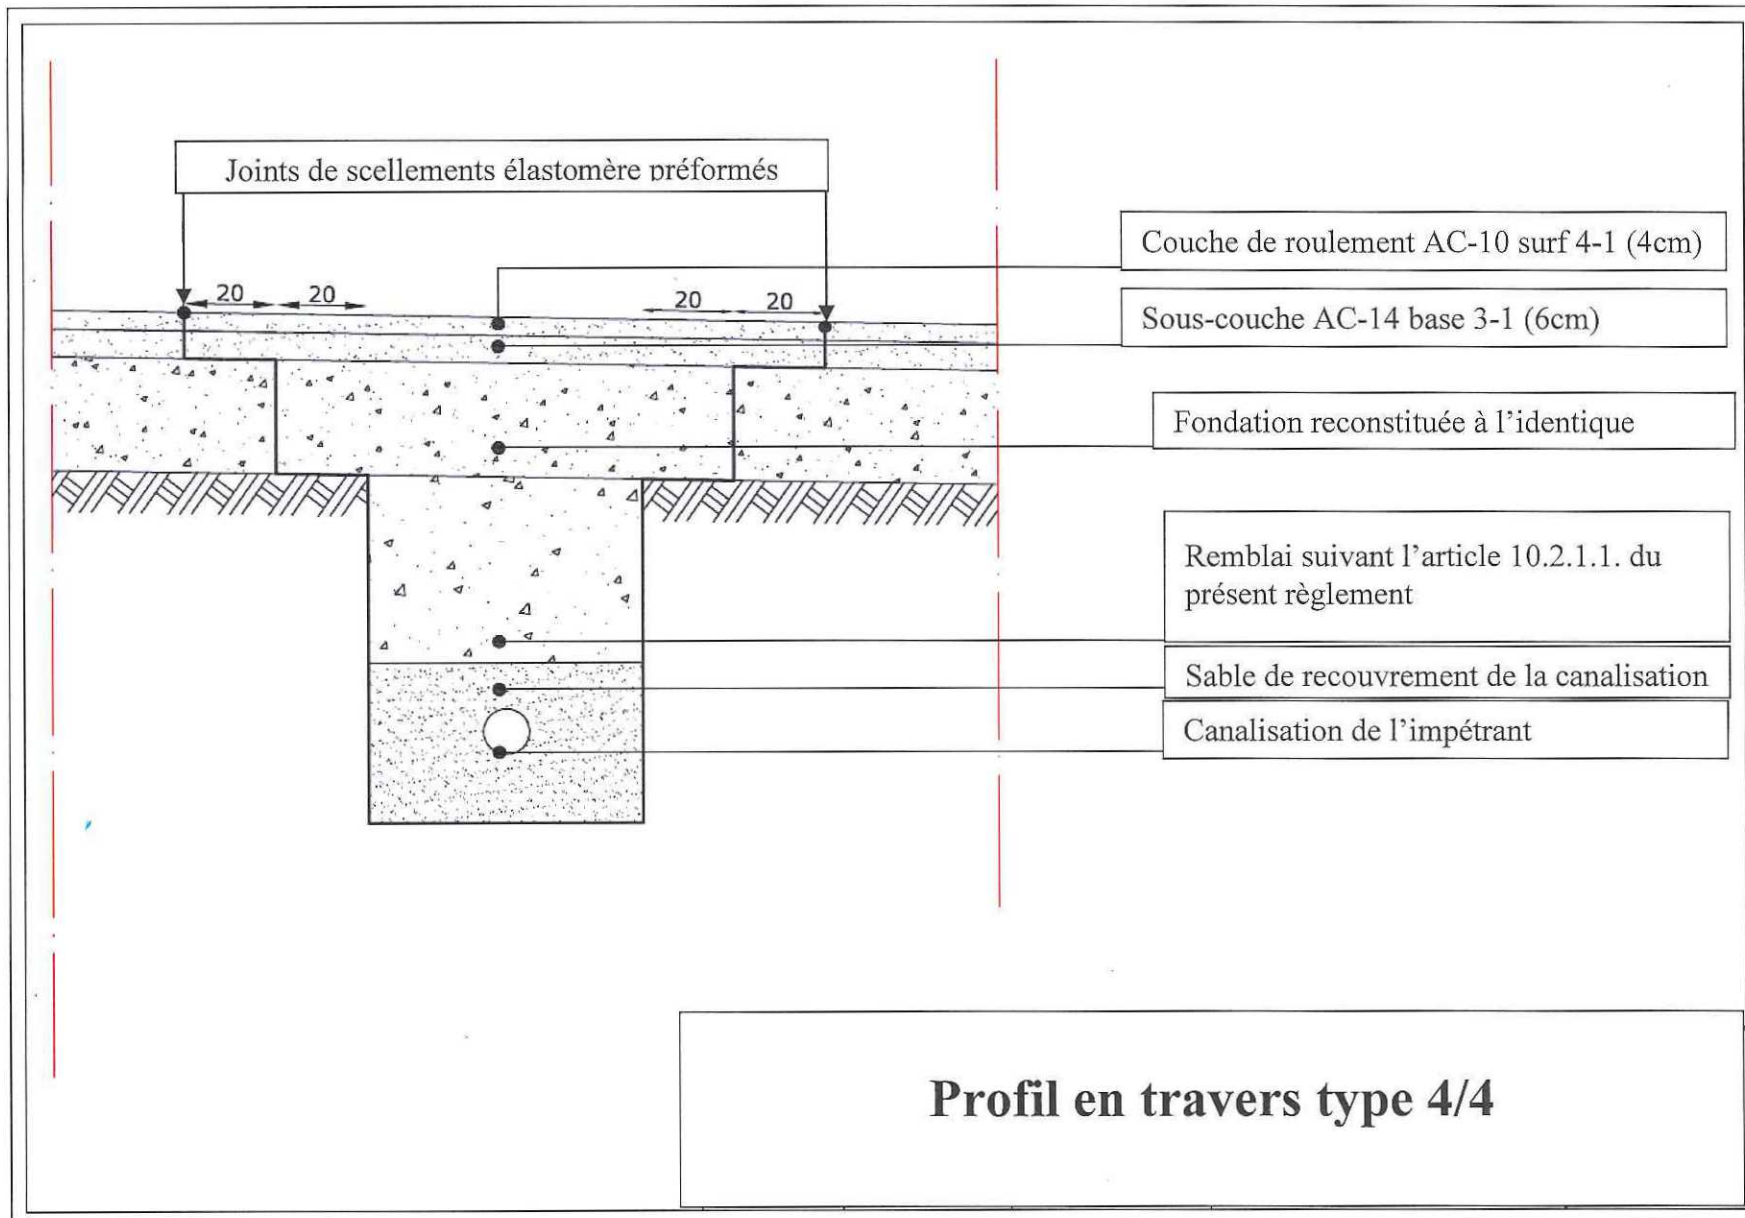 Joints de scellements élastomère préformés
Couche de roulement AC-10 surf 4-1 (4cm)
20 20 20 20
Sous-couche AC-14 base 3-1 (6cm)
Fondation reconstituée à l'identique
Remblai suivant l'article 10.2.1.1. du
présent règlement
Sable de recouvrement de la canalisation
Canalisation de l'impétrant
Profil en travers type 4/4